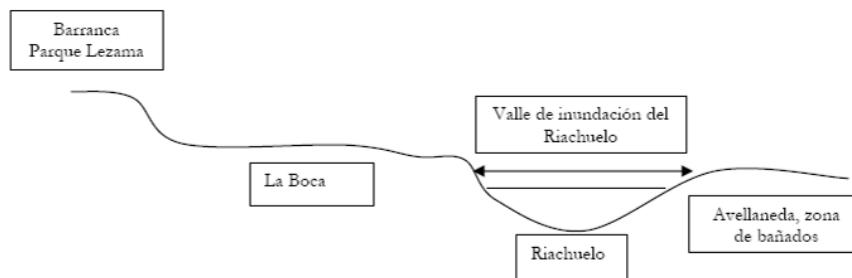 Barranca
Parque Lezama
Valle de inundación del
Riachuelo
La Boca
Avellaneda, zona
de bañados
Riachuelo